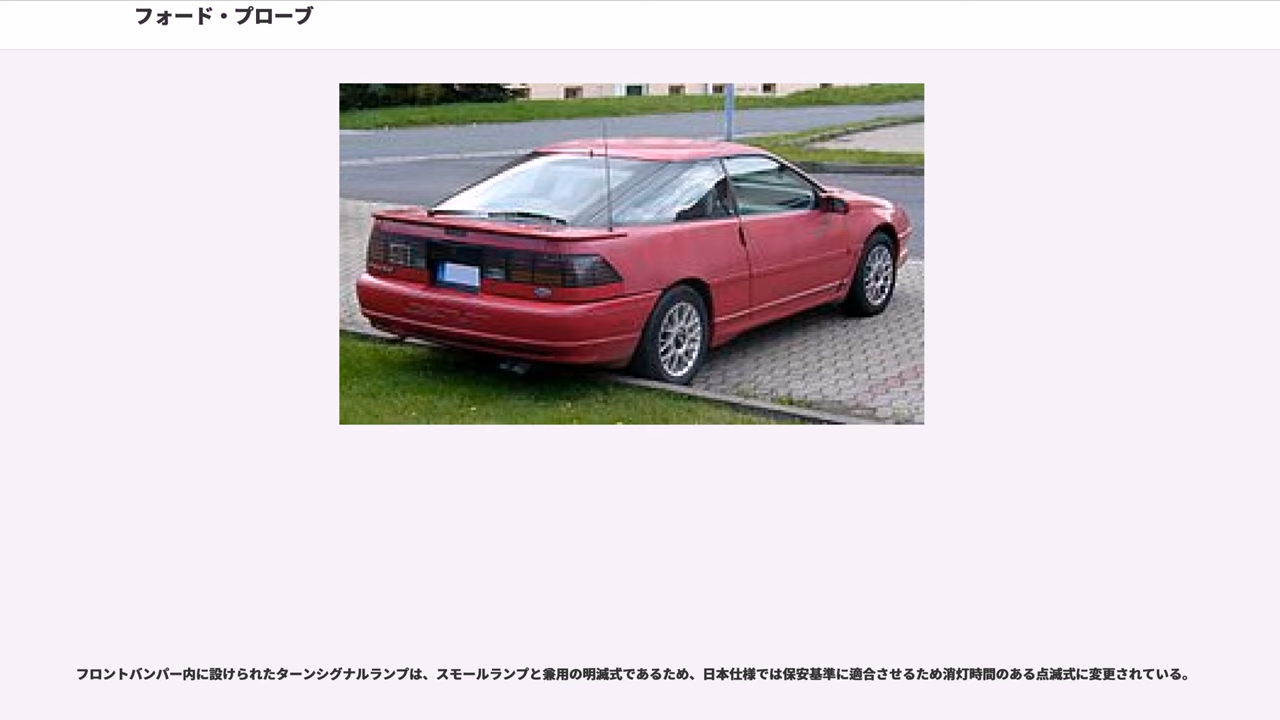 フォード・プローブ
フロントバンパー内に設けられたターンシグナルランプは、スモールランプと兼用の明滅式であるため、日本仕様では保安基準に適合させるため消灯時間のある点滅式に変更されている。